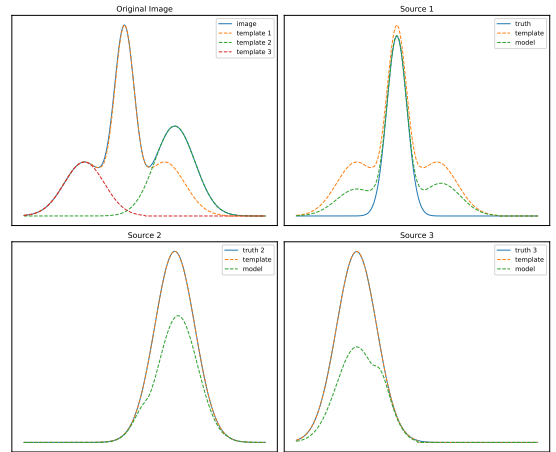 Original Image
image
template 1
template 2
template 3
Source 1
truth
template
model
Source 2
truth 2
template
model
Source 3
truth 3
template
model